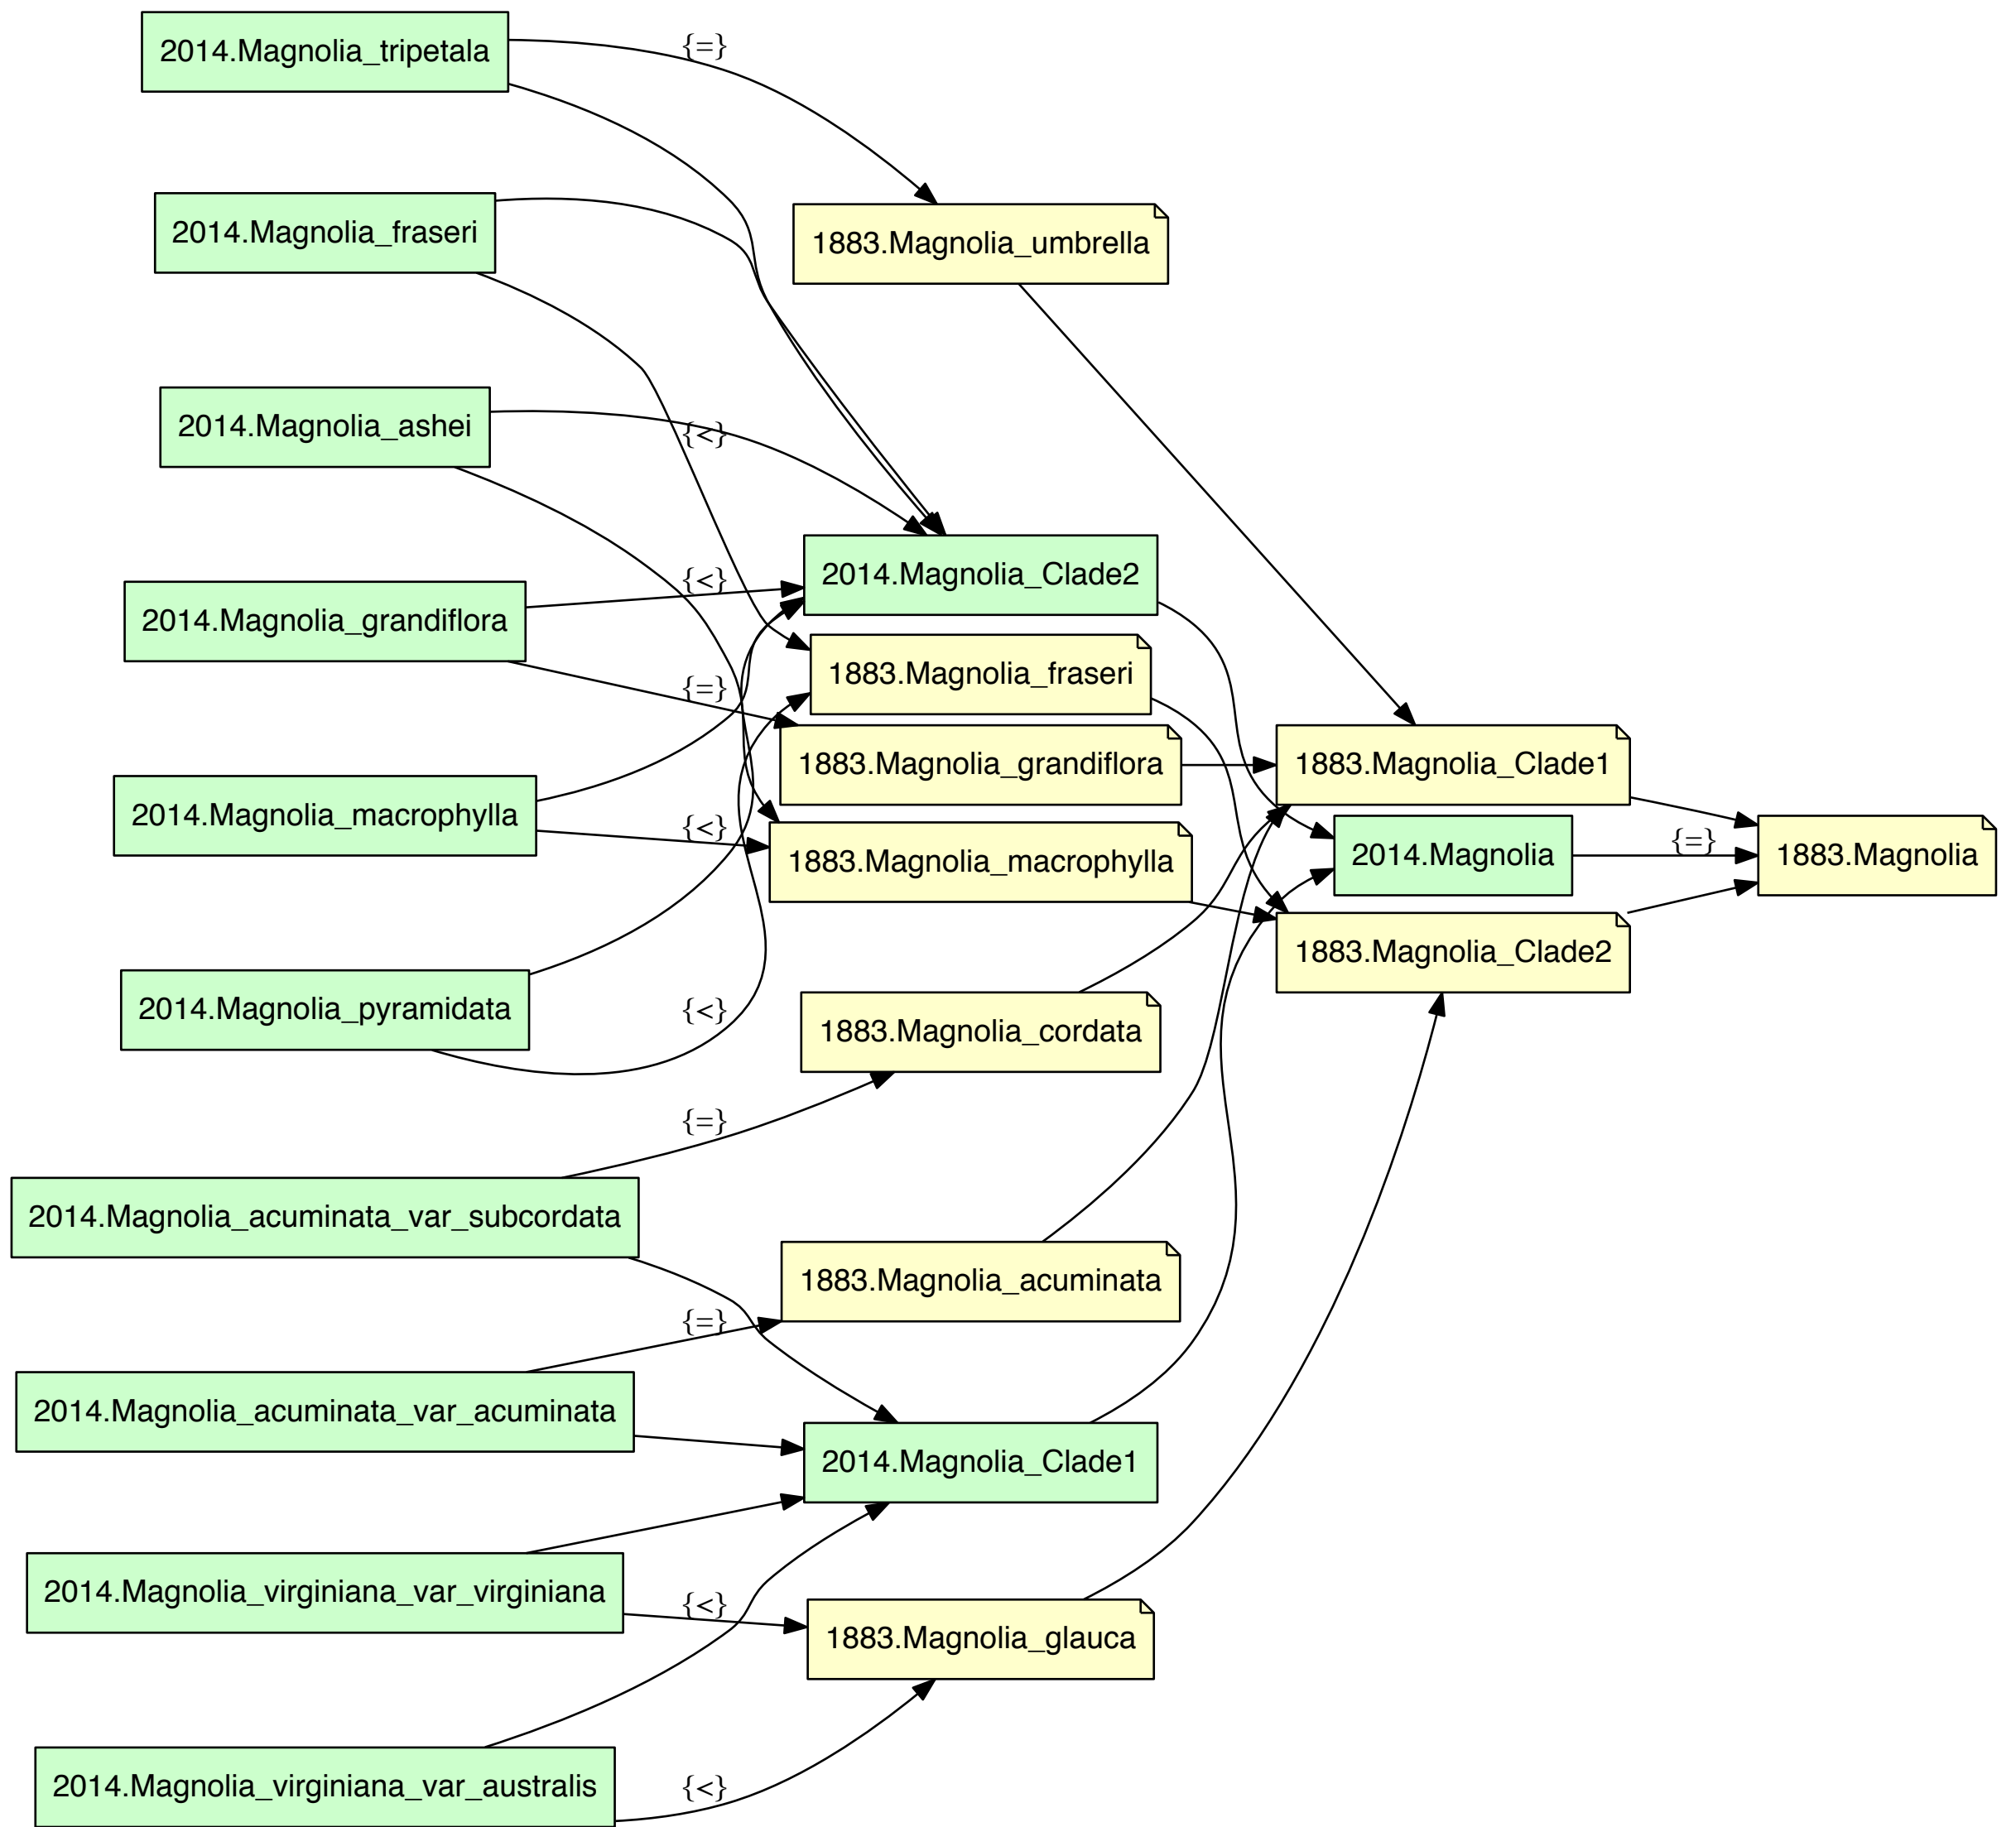 2014.Magnolia_tripetala
{=}
2014.Magnolia_fraseri
1883.Magnolia_umbrella
2014.Magnolia_ashei
{<}
2014.Magnolia_Clade2
{<}
2014.Magnolia_grandiflora
1883.Magnolia_fraseri
{=}
1883.Magnolia_grandiflora
1883.Magnolia_Clade1
2014.Magnolia_macrophylla
{<}
1883.Magnolia_macrophylla
2014.Magnolia
{=}
1883.Magnolia
1883.Magnolia_Clade2
2014.Magnolia_pyramidata
{<}
1883.Magnolia_cordata
{=}
2014.Magnolia_acuminata_var_subcordata
1883.Magnolia_acuminata
{=}
2014.Magnolia_acuminata_var_acuminata
2014.Magnolia_Clade1
2014.Magnolia_virginiana_var_virginiana
{<}
1883.Magnolia_glauca
2014.Magnolia_virginiana_var_australis
{<}